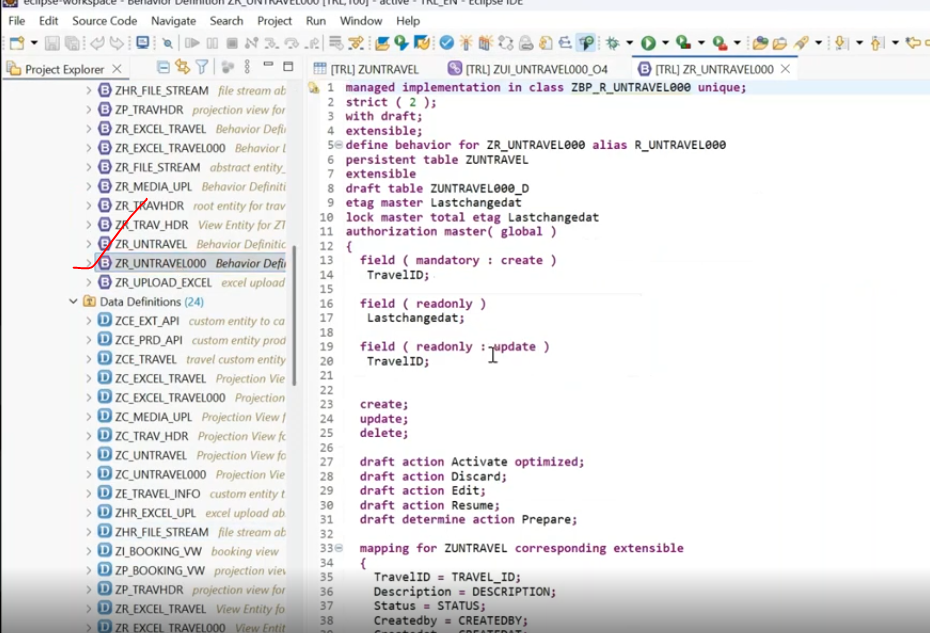 eclipse-workspace - Behavior Definition ZR_UNTRAVEL000 [TRL,100] - active - TRL_EN - Eclipse IDE
File Edit Source Code Navigate Search Project Run Window Help
Project Explorer
ZHR_FILE_STREAM file stream ab
ZP_TRAVHDR projection view for
ZR_EXCEL_TRAVEL Behavior Defi
ZR_EXCEL_TRAVEL000 Behavior D
ZR_FILE_STREAM abstract entity_
ZR_MEDIA_UPL Behavior Definiti
ZR_TRAVHDR root entity for trav
ZR_TRAV_HDR View Entity for ZT
ZR_UNTRAVEL Behavior Definitic
ZR_UNTRAVEL000 Behavior Defi
ZR_UPLOAD_EXCEL excel upload
Data Definitions (24)
ZCE_EXT_API custom entity to ca
ZCE_PRD_API custom entity prod
ZCE_TRAVEL travel custom entity
ZC_EXCEL_TRAVEL Projection Vie
ZC_EXCEL_TRAVEL000 Projection
ZC_MEDIA_UPL Projection View f
ZC_TRAV_HDR Projection View fo
ZC_UNTRAVEL Projection View fo
ZC_UNTRAVEL000 Projection Vie
ZE_TRAVEL_INFO custom entity t
ZHR_EXCEL_UPL excel upload ab
ZHR_FILE_STREAM file stream ab
ZI_BOOKING_VW booking view
ZP_BOOKING_VW projection view
ZP_TRAVHDR projection view for
ZR_EXCEL_TRAVEL View Entity fo
ZR_EXCEL_TRAVEL000 View Entit
[TRL] ZUNTRAVEL [TRL] ZUI_UNTRAVEL000_O4 [TRL] ZR_UNTRAVEL000
1 managed implementation in class ZBP_R_UNTRAVEL000 unique;
2 strict ( 2 );
3 with draft;
4 extensible;
5 define behavior for ZR_UNTRAVEL000 alias R_UNTRAVEL000
6 persistent table ZUNTRAVEL
7 extensible
8 draft table ZUNTRAVEL000_D
9 etag master Lastchangedat
10 lock master total etag Lastchangedat
11 authorization master( global )
12 {
13 field ( mandatory : create )
14 TravelID;
15
16 field ( readonly )
17 Lastchangedat;
18
19 field ( readonly : update )
20 TravelID;
21
22
23 create;
24 update;
25 delete;
26
27 draft action Activate optimized;
28 draft action Discard;
29 draft action Edit;
30 draft action Resume;
31 draft determine action Prepare;
32
33 mapping for ZUNTRAVEL corresponding extensible
34 {
35 TravelID = TRAVEL_ID;
36 Description = DESCRIPTION;
37 Status = STATUS;
38 Createdby = CREATEDBY;